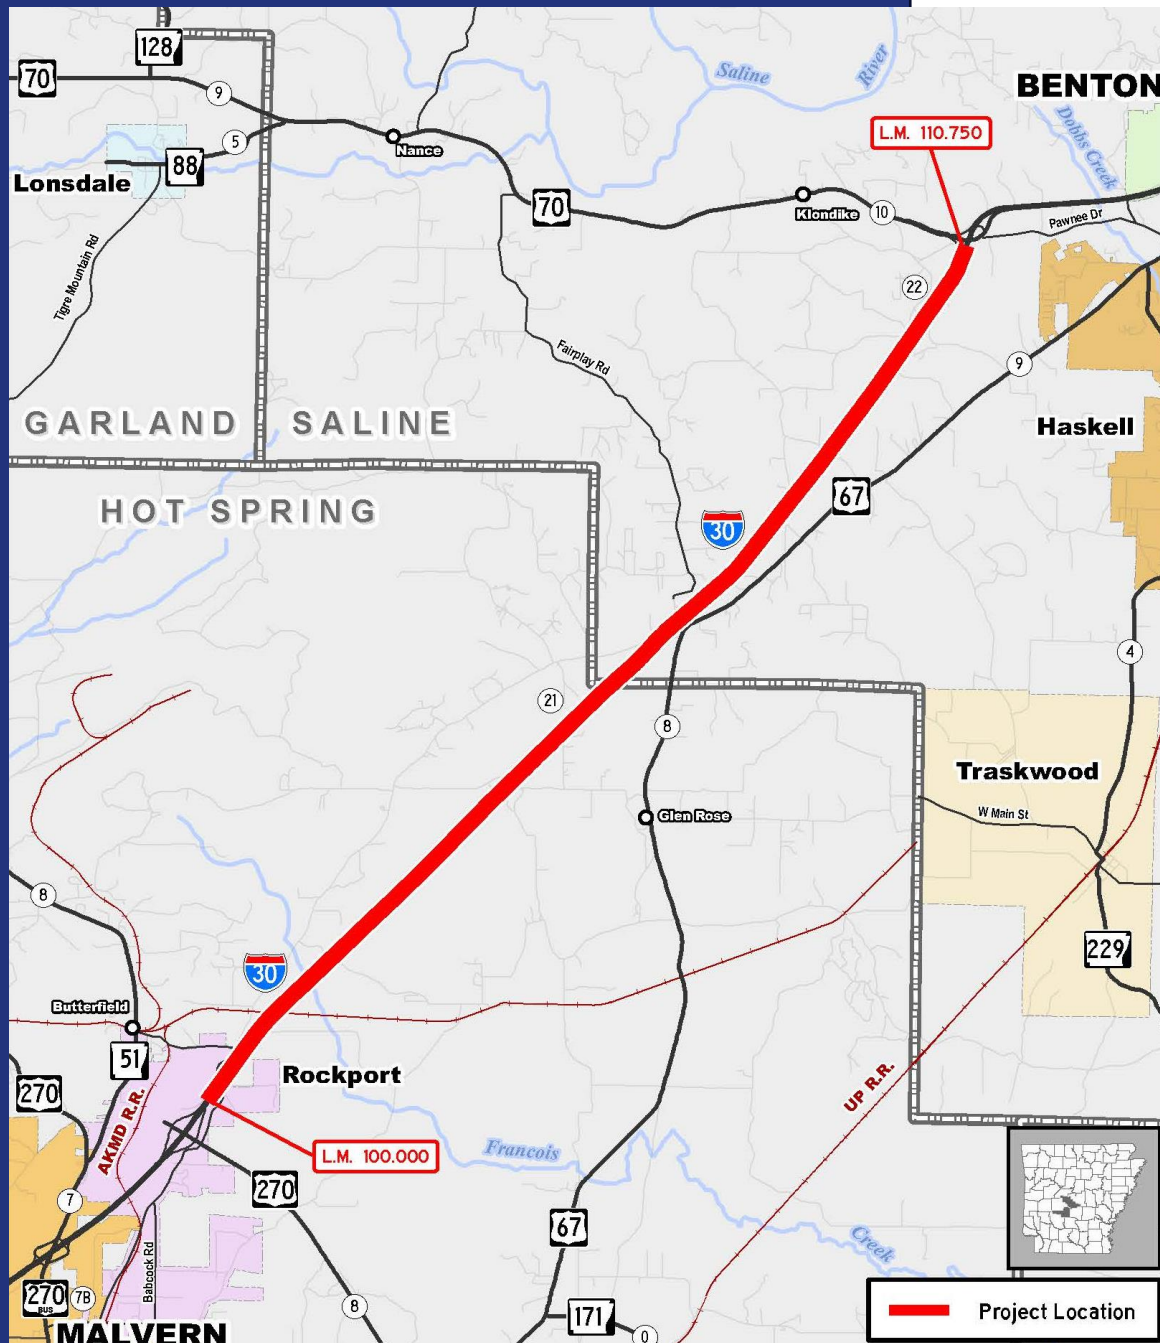 128
70
9
Saline
River
BENTON
L.M. 110.750
Dobbs Creek
Nance
5
88
Lonsdale
70
Klondike
10
Pawnee Dr
Tigre Mountain Rd
22
Fairplay Rd
9
GARLAND
SALINE
Haskell
HOT SPRING
67
30
4
21
8
Traskwood
W Main St
Glen Rose
8
229
30
Butterfield
51
Rockport
270
AKMD R.R.
UP R.R.
L.M. 100.000
Francois
270
7
67
Creek
Babcock Rd
270
BUS
7B
8
171
0
MALVERN
Project Location